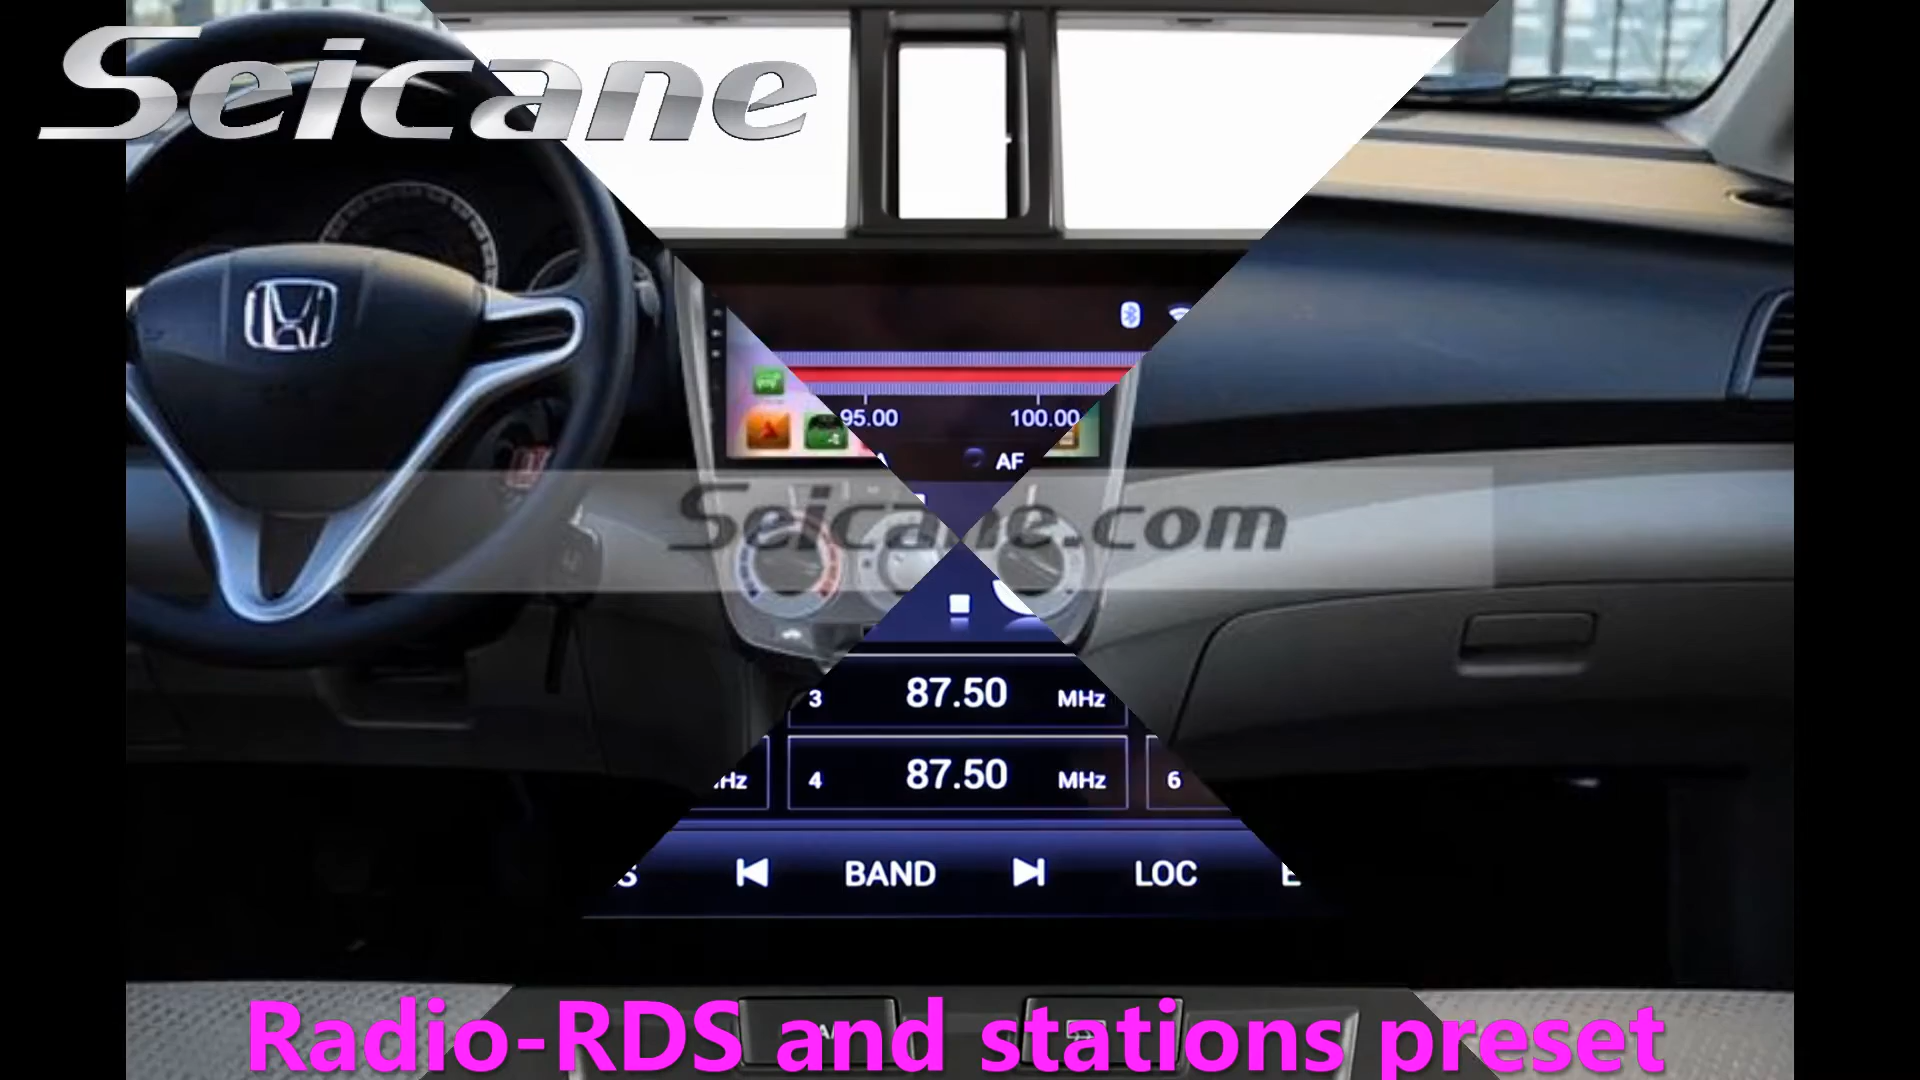 Seicane
95.00 100.00
AF
Seicane.com
3 87.50 MHz
4 87.50 MHz 6
BAND LOC
Radio-RDS and stations preset